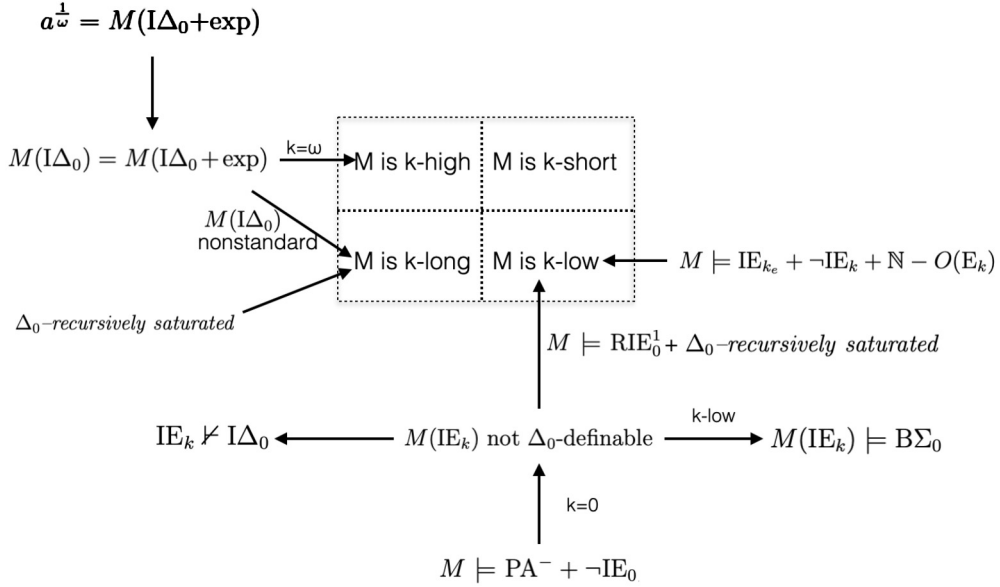 a^{1/ω} = M(IΔ₀+exp)
M(IΔ₀) = M(IΔ₀+exp)
k=ω
M is k-high
M is k-short
M(IΔ₀)
nonstandard
M is k-long
M is k-low
M ⊨ IE_{k_e} + ¬IE_k + ℕ − O(E_k)
Δ₀–recursively saturated
M ⊨ RIE₀¹ + Δ₀–recursively saturated
IE_k ⊬ IΔ₀
M(IE_k) not Δ₀-definable
k-low
M(IE_k) ⊨ BΣ₀
k=0
M ⊨ PA⁻ + ¬IE₀